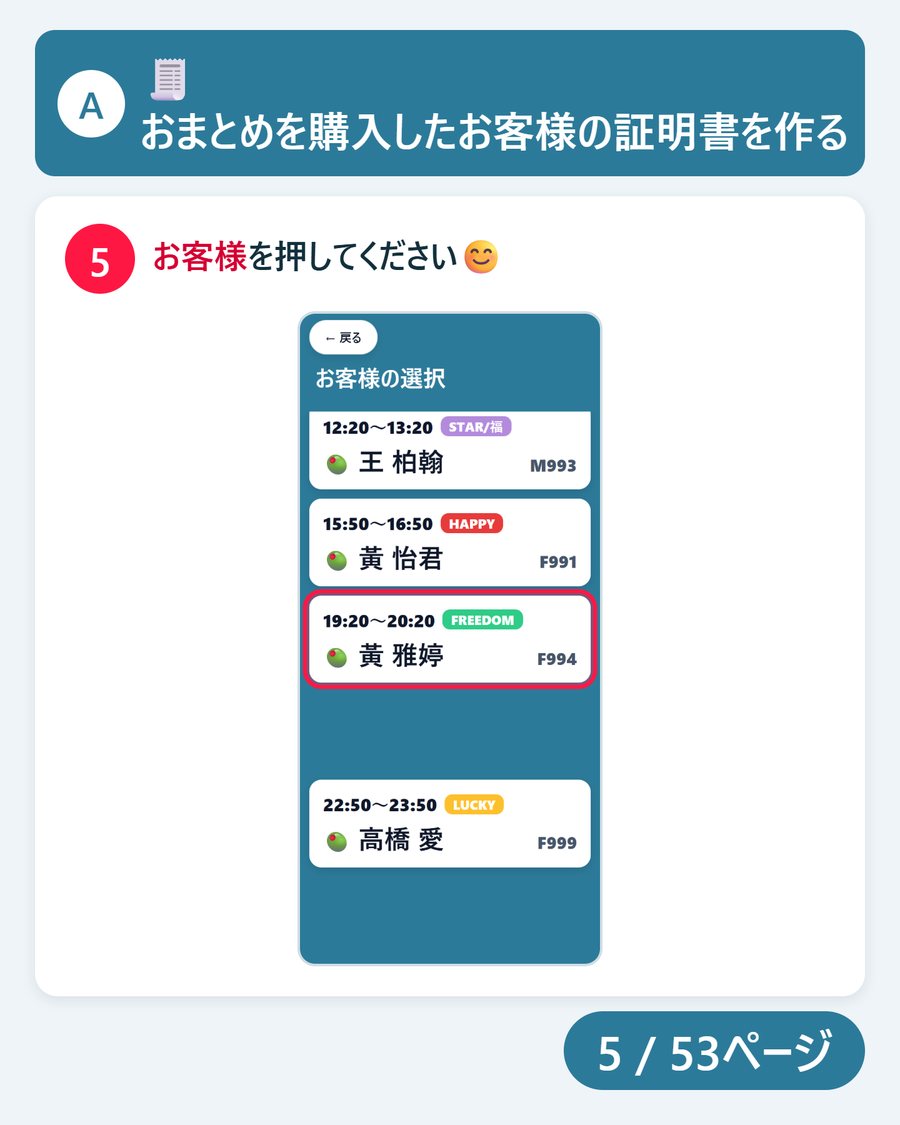 A
おまとめを購入したお客様の証明書を作る
5 お客様を押してください
← 戻る
お客様の選択
12:20〜13:20 STAR/福
王 柏翰 M993
15:50〜16:50 HAPPY
黃 怡君 F991
19:20〜20:20 FREEDOM
黃 雅婷 F994
22:50〜23:50 LUCKY
高橋 愛 F999
5 / 53ページ